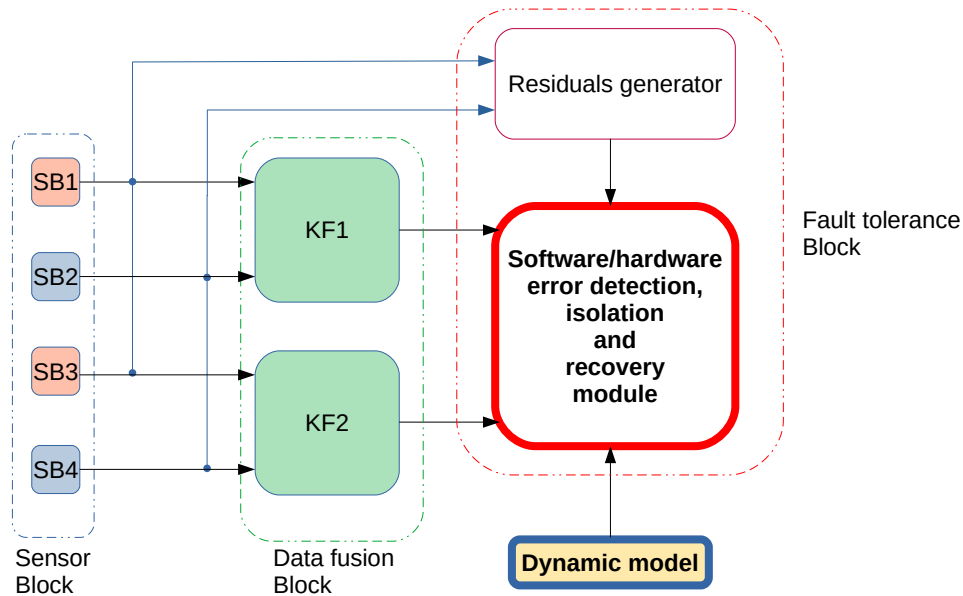 Residuals generator
SB1
SB2
SB3
SB4
KF1
KF2
Software/hardware
error detection,
isolation
and
recovery
module
Fault tolerance
Block
Sensor
Block
Data fusion
Block
Dynamic model